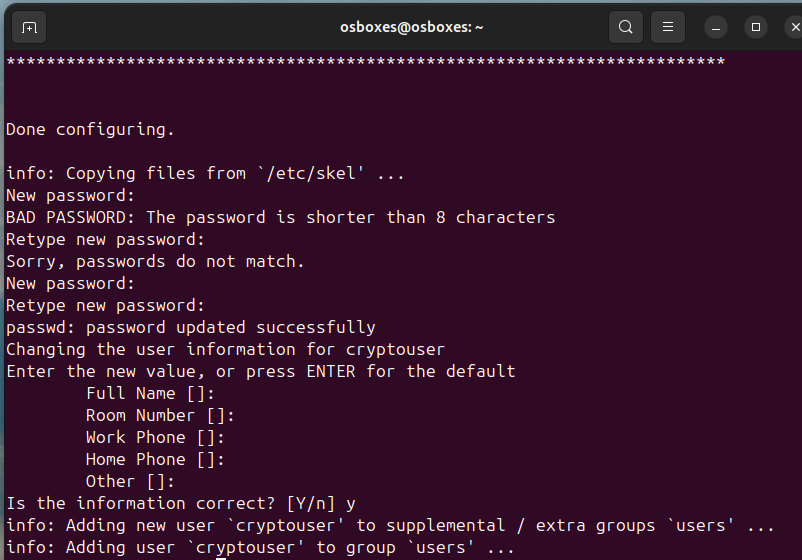 osboxes@osboxes: ~
************************************************************************
Done configuring.
info: Copying files from `/etc/skel' ...
New password:
BAD PASSWORD: The password is shorter than 8 characters
Retype new password:
Sorry, passwords do not match.
New password:
Retype new password:
passwd: password updated successfully
Changing the user information for cryptouser
Enter the new value, or press ENTER for the default
Full Name []:
Room Number []:
Work Phone []:
Home Phone []:
Other []:
Is the information correct? [Y/n] y
info: Adding new user `cryptouser' to supplemental / extra groups `users' ...
info: Adding user `cryptouser' to group `users' ...